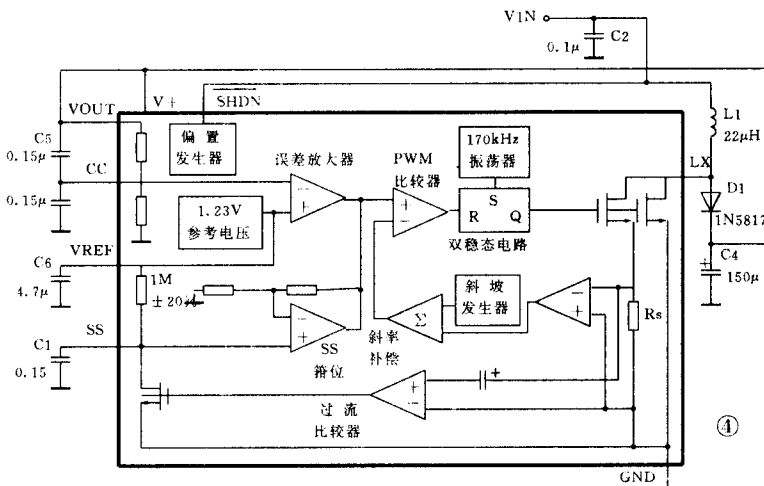 VIN
C2
0.1μ
VOUT
V+
SHDN
L1
22μH
C5
0.15μ
偏置
发生器
误差放大器
PWM
比较器
170kHz
振荡器
LX
CC
0.15μ
1.23V
参考电压
S
R
Q
双稳态电路
D1
1N5817
VREF
C6
4.7μ
1M
±20%
斜坡
发生器
C4
150μ
SS
Σ
Rs
C1
0.15
SS
箝位
斜率
补偿
过流
比较器
④
GND